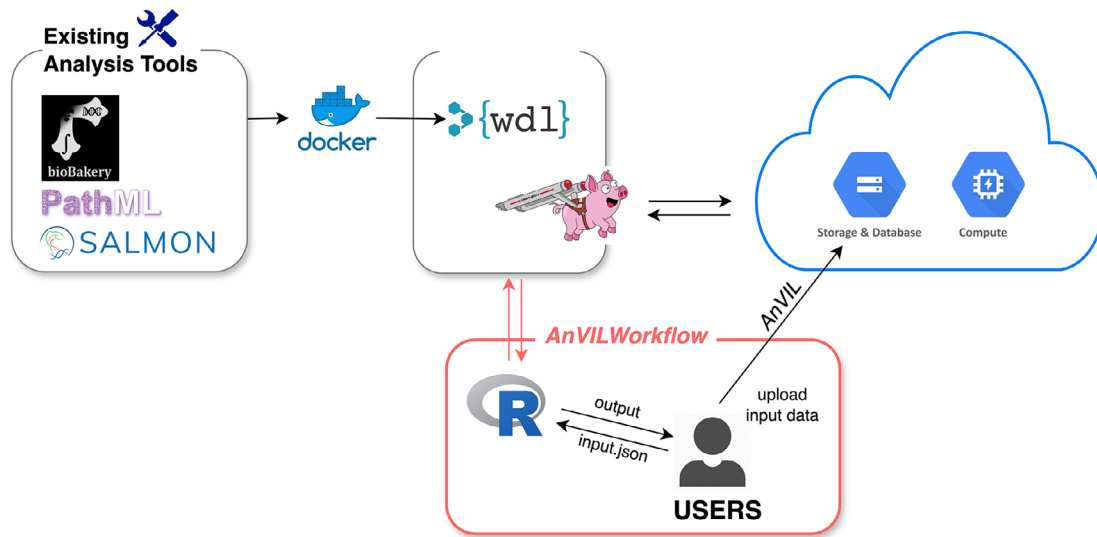 Existing
Analysis Tools
bioBakery
PathML
SALMON
docker
{wdl}
Storage & Database
Compute
AnVIL
AnVILWorkflow
R
output
input.json
upload
input data
USERS